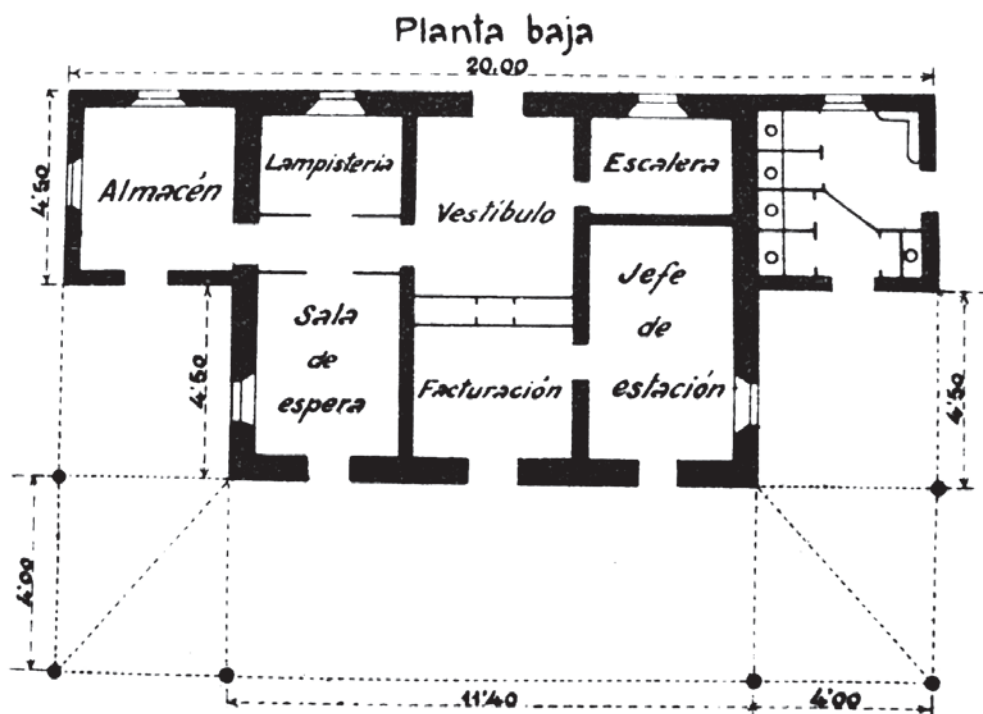 Planta baja
20.00
4'50
Almacén
Lampisteria
Vestíbulo
Escalera
Sala
de
espera
Facturación
Jefe
de
estación
4'50
4'50
4'00
11'40
4'00